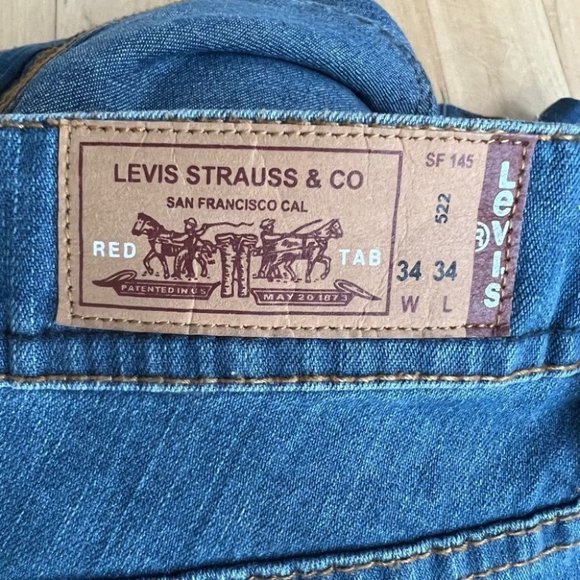 LEVIS STRAUSS & CO
SAN FRANCISCO CAL
RED TAB
PATENTED IN U S MAY 20 1873
SF 145
522
34 34
W L
Levis
®